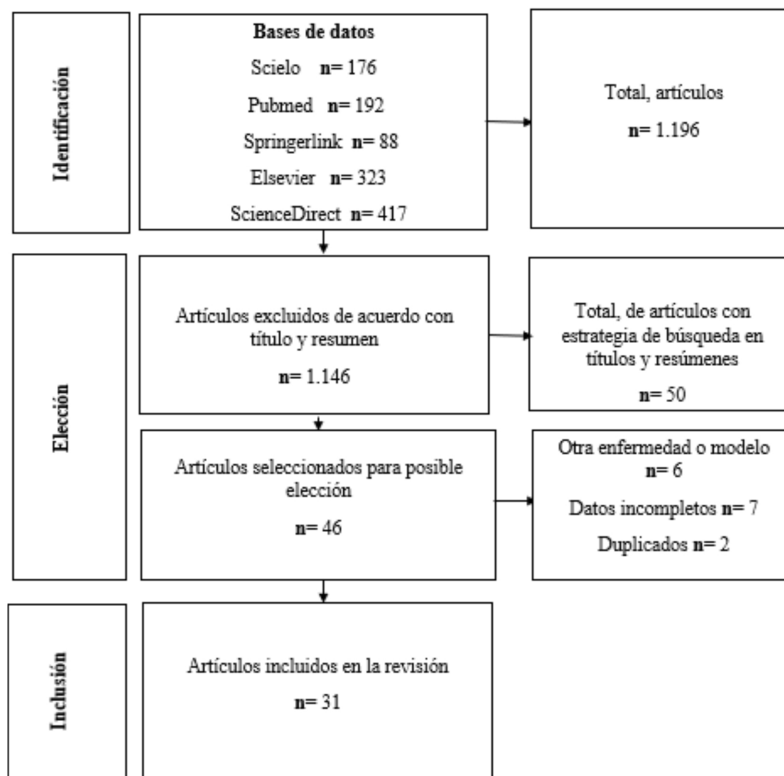 Identificación
Bases de datos
Scielo n= 176
Pubmed n= 192
Springerlink n= 88
Elsevier n= 323
ScienceDirect n= 417
Total, artículos
n= 1.196
Elección
Artículos excluidos de acuerdo con
título y resumen
n= 1.146
Total, de artículos con
estrategia de búsqueda en
títulos y resúmenes
n= 50
Artículos seleccionados para posible
elección
n= 46
Otra enfermedad o modelo
n= 6
Datos incompletos n= 7
Duplicados n= 2
Inclusión
Artículos incluidos en la revisión
n= 31